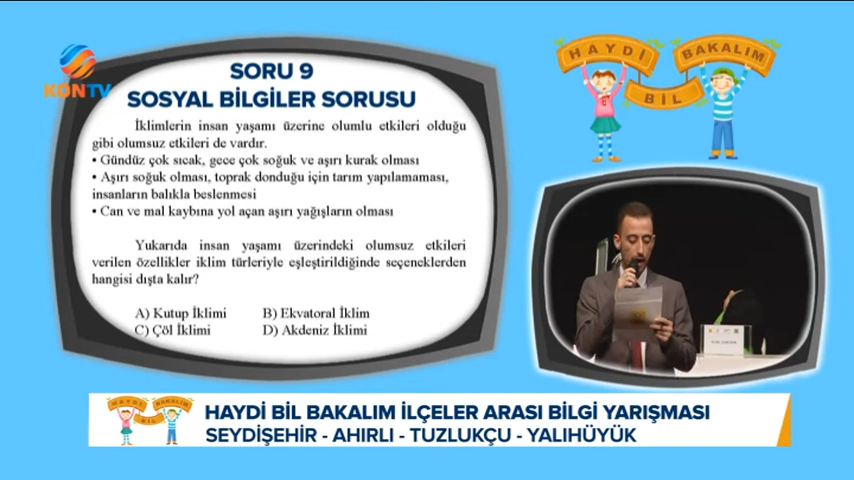 SORU 9
SOSYAL BİLGİLER SORUSU
KONTV
İklimlerin insan yaşamı üzerine olumlu etkileri olduğu
gibi olumsuz etkileri de vardır.
• Gündüz çok sıcak, gece çok soğuk ve aşırı kurak olması
• Aşırı soğuk olması, toprak donduğu için tarım yapılamaması,
insanların balıkla beslenmesi
• Can ve mal kaybına yol açan aşırı yağışların olması
Yukarıda insan yaşamı üzerindeki olumsuz etkileri
verilen özellikler iklim türleriyle eşleştirildiğinde seçeneklerden
hangisi dışta kalır?
A) Kutup İklimi B) Ekvatoral İklim
C) Çöl İklimi D) Akdeniz İklimi
HAYDİ BAKALIM
BİL
HAYDİ BAKALIM
BİL
HAYDİ BİL BAKALIM İLÇELER ARASI BİLGİ YARIŞMASI
SEYDİŞEHİR - AHIRLI - TUZLUKÇU - YALIHÜYÜK